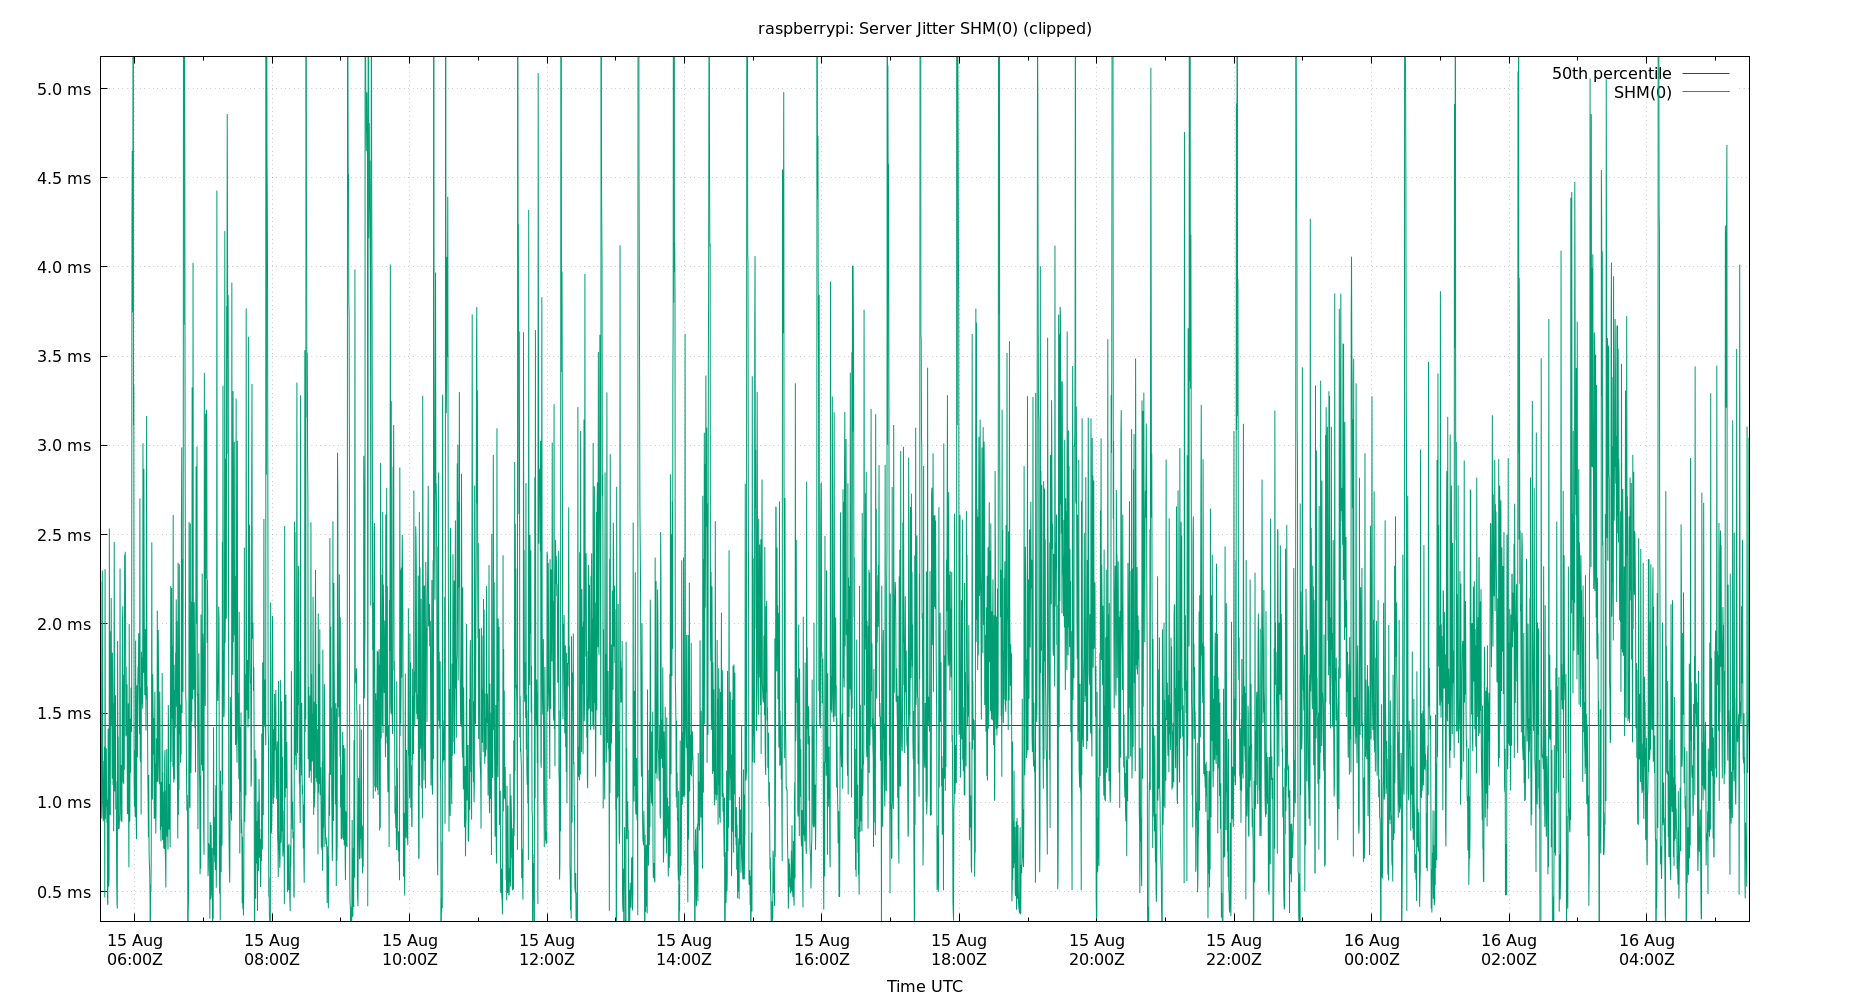 raspberrypi: Server Jitter SHM(0) (clipped)
50th percentile
SHM(0)
5.0 ms
4.5 ms
4.0 ms
3.5 ms
3.0 ms
2.5 ms
2.0 ms
1.5 ms
1.0 ms
0.5 ms
15 Aug 15 Aug 15 Aug 15 Aug 15 Aug 15 Aug 15 Aug 15 Aug 15 Aug 16 Aug 16 Aug 16 Aug
06:00Z 08:00Z 10:00Z 12:00Z 14:00Z 16:00Z 18:00Z 20:00Z 22:00Z 00:00Z 02:00Z 04:00Z
Time UTC